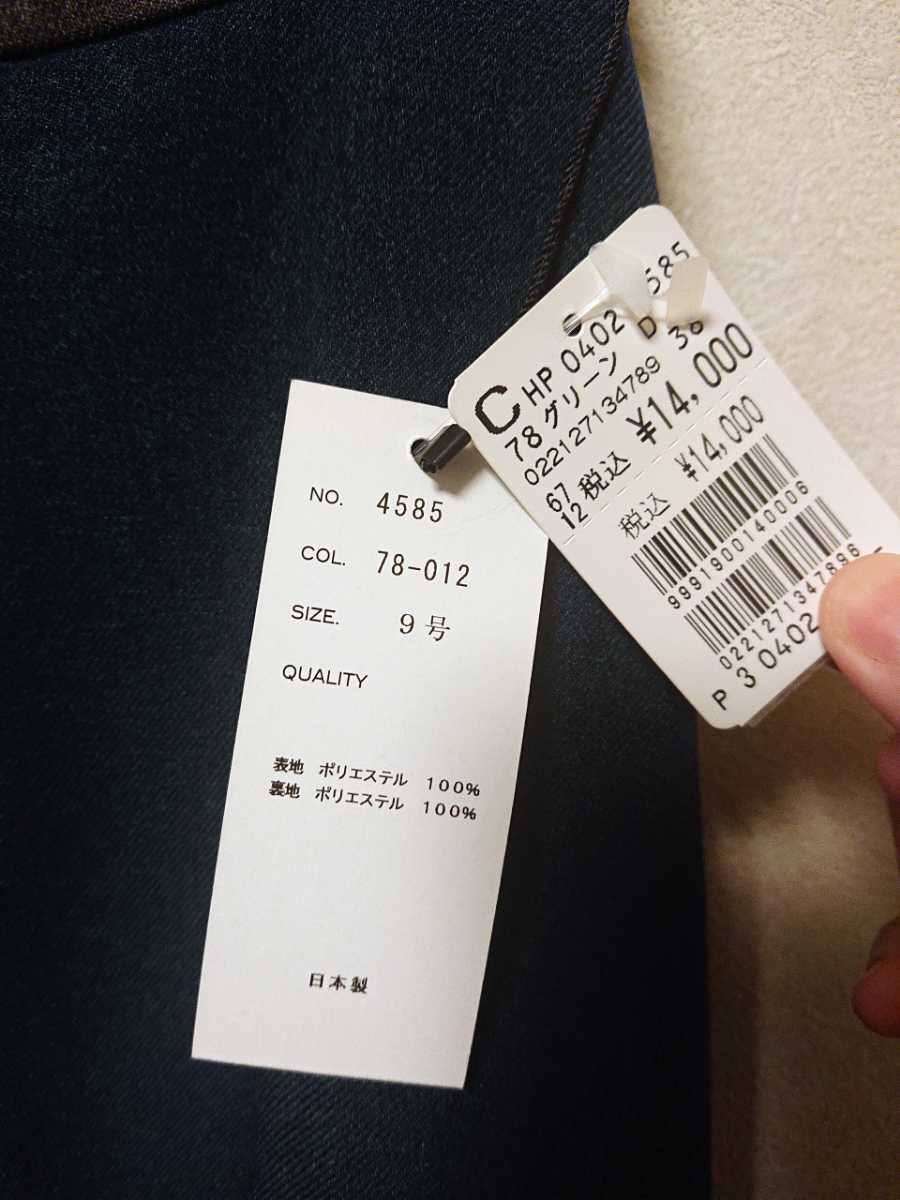 NO. 4585
COL. 78-012
SIZE. 9号
QUALITY
表地 ポリエステル 100%
裏地 ポリエステル 100%
日本製
C HP 0402 585
78 グリーン D 38
022127134789
67 税込 ¥14,000
12
税込 ¥14,000
9991900140006
0221271347896
P 3 0402